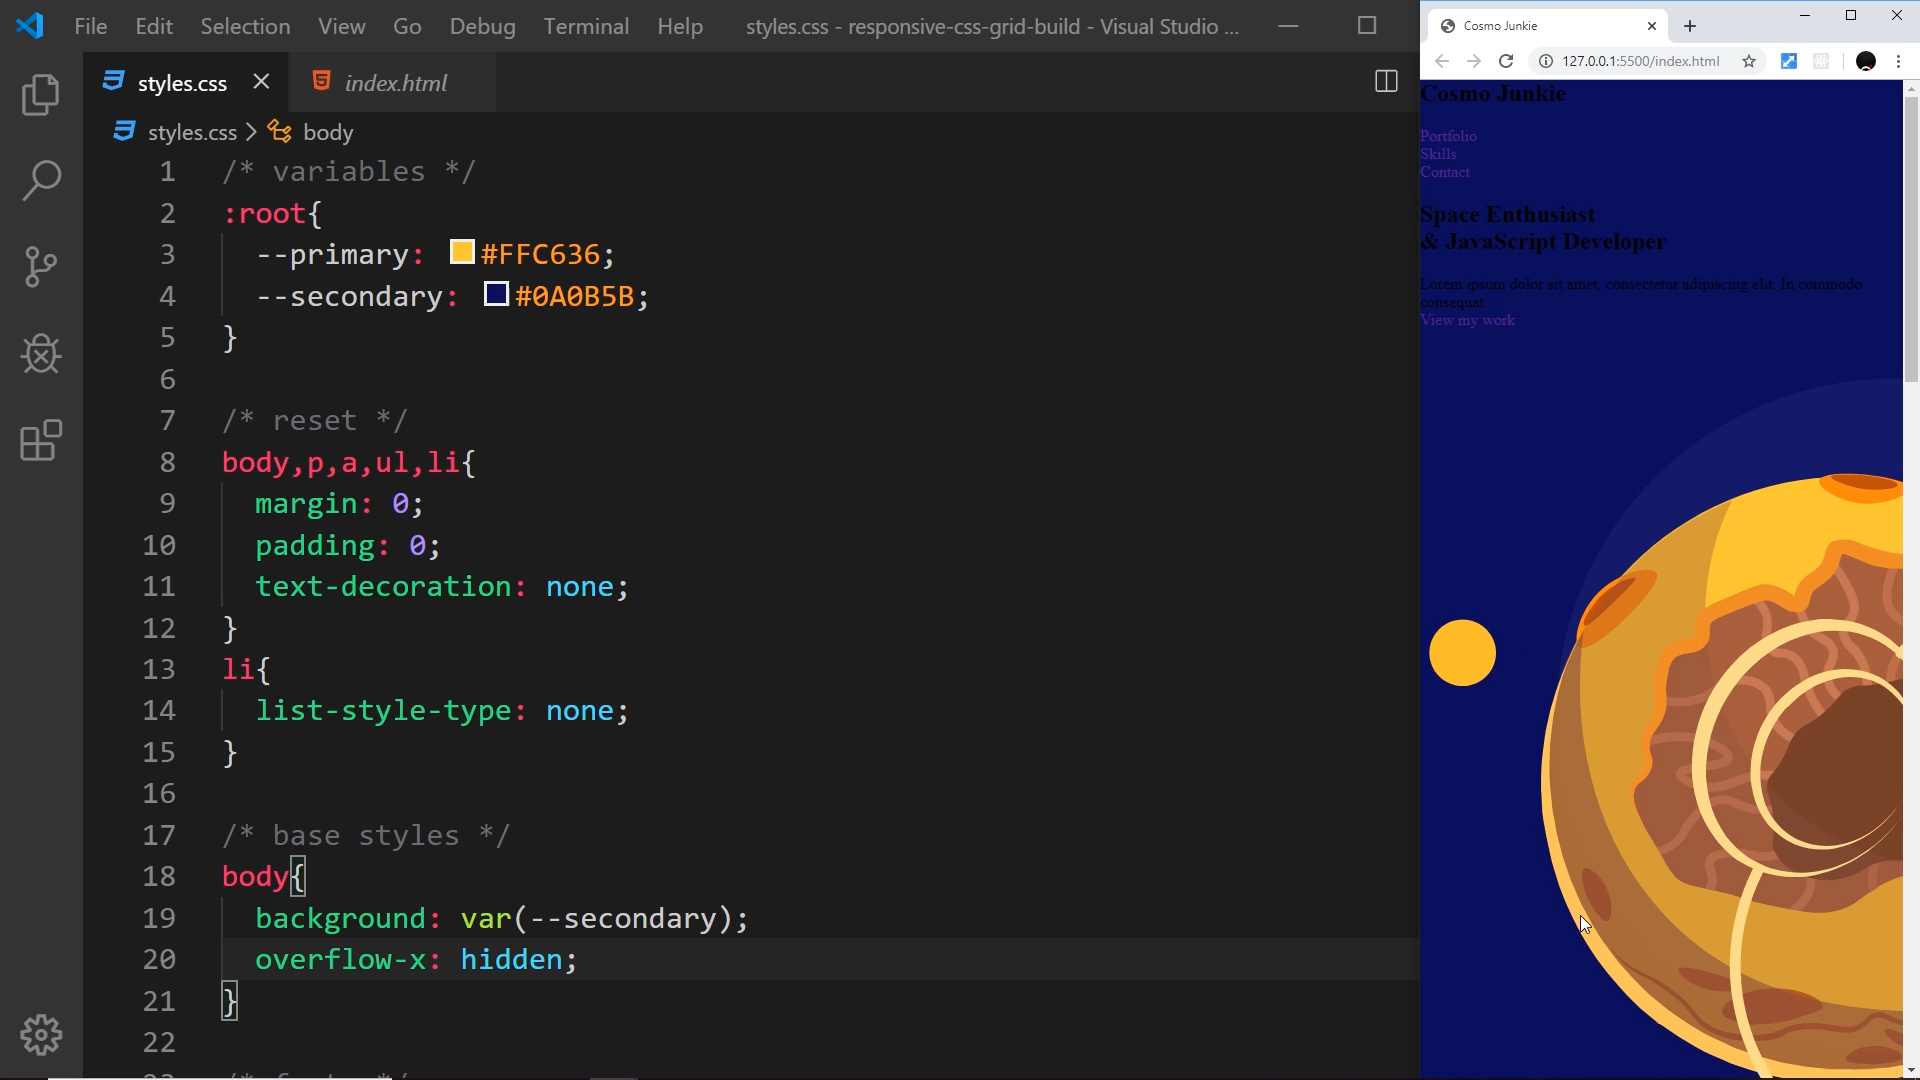 File Edit Selection View Go Debug Terminal Help styles.css - responsive-css-grid-build - Visual Studio ...
styles.css index.html
styles.css > body
1 /* variables */
2 :root{
3 --primary: #FFC636;
4 --secondary: #0A0B5B;
5 }
6
7 /* reset */
8 body,p,a,ul,li{
9 margin: 0;
10 padding: 0;
11 text-decoration: none;
12 }
13 li{
14 list-style-type: none;
15 }
16
17 /* base styles */
18 body{
19 background: var(--secondary);
20 overflow-x: hidden;
21 }
22
Cosmo Junkie
127.0.0.1:5500/index.html
Cosmo Junkie
Portfolio
Skills
Contact
Space Enthusiast
& JavaScript Developer
Lorem ipsum dolor sit amet, consectetur adipiscing elit. In commodo
consequat.
View my work